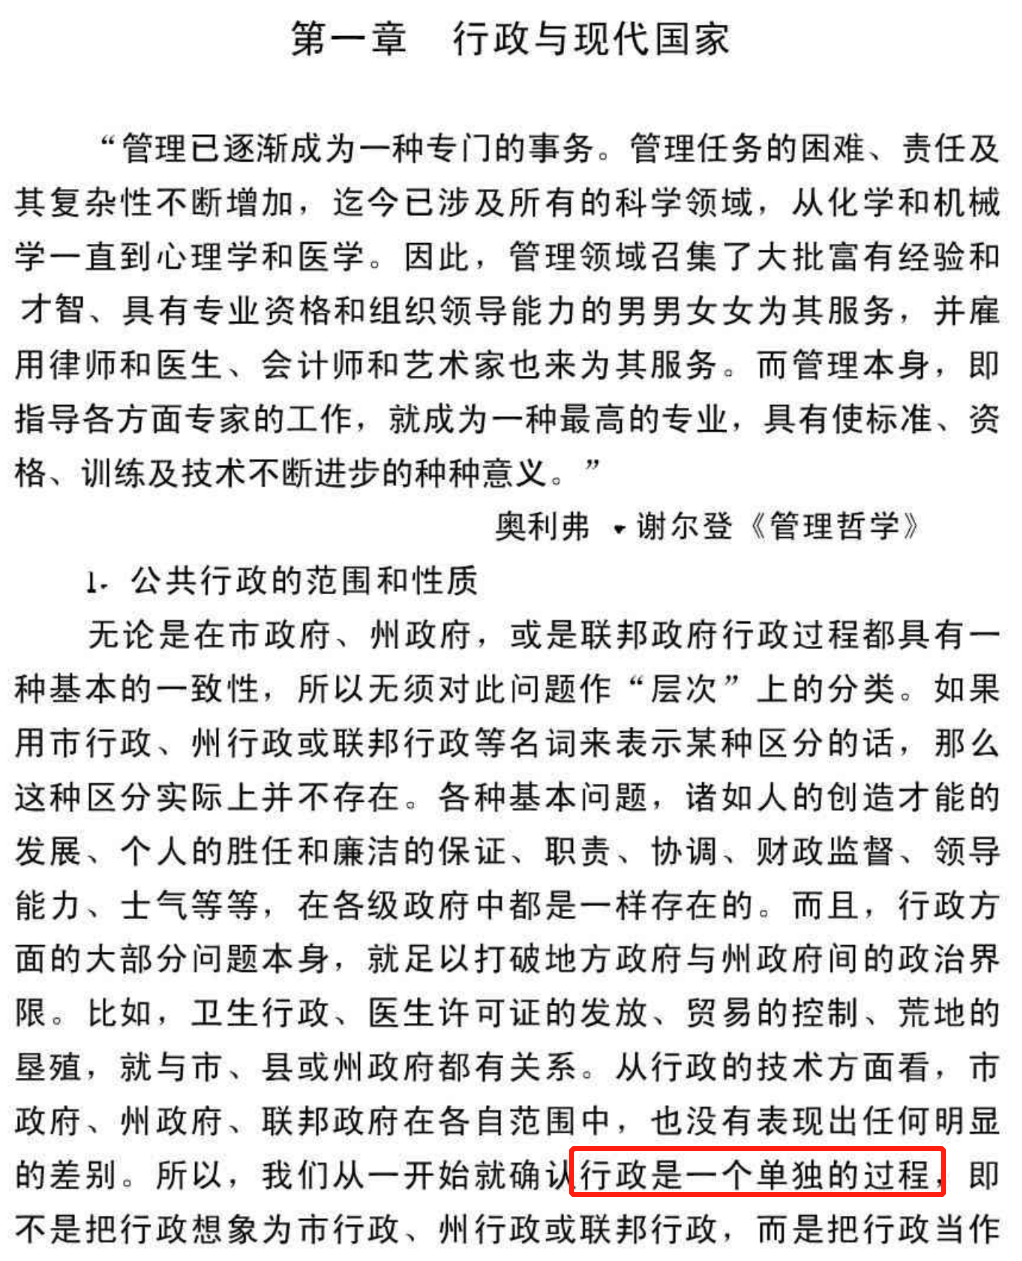 第一章 行政与现代国家
“管理已逐渐成为一种专门的事务。管理任务的困难、责任及
其复杂性不断增加，迄今已涉及所有的科学领域，从化学和机械
学一直到心理学和医学。因此，管理领域召集了大批富有经验和
才智、具有专业资格和组织领导能力的男男女女为其服务，并雇
用律师和医生、会计师和艺术家也来为其服务。而管理本身，即
指导各方面专家的工作，就成为一种最高的专业，具有使标准、资
格、训练及技术不断进步的种种意义。”
奥利弗·谢尔登《管理哲学》
1. 公共行政的范围和性质
无论是在市政府、州政府，或是联邦政府行政过程都具有一
种基本的一致性，所以无须对此问题作“层次”上的分类。如果
用市行政、州行政或联邦行政等名词来表示某种区分的话，那么
这种区分实际上并不存在。各种基本问题，诸如人的创造才能的
发展、个人的胜任和廉洁的保证、职责、协调、财政监督、领导
能力、士气等等，在各级政府中都是一样存在的。而且，行政方
面的大部分问题本身，就足以打破地方政府与州政府间的政治界
限。比如，卫生行政、医生许可证的发放、贸易的控制、荒地的
垦殖，就与市、县或州政府都有关系。从行政的技术方面看，市
政府、州政府、联邦政府在各自范围中，也没有表现出任何明显
的差别。所以，我们从一开始就确认行政是一个单独的过程，即
不是把行政想象为市行政、州行政或联邦行政，而是把行政当作